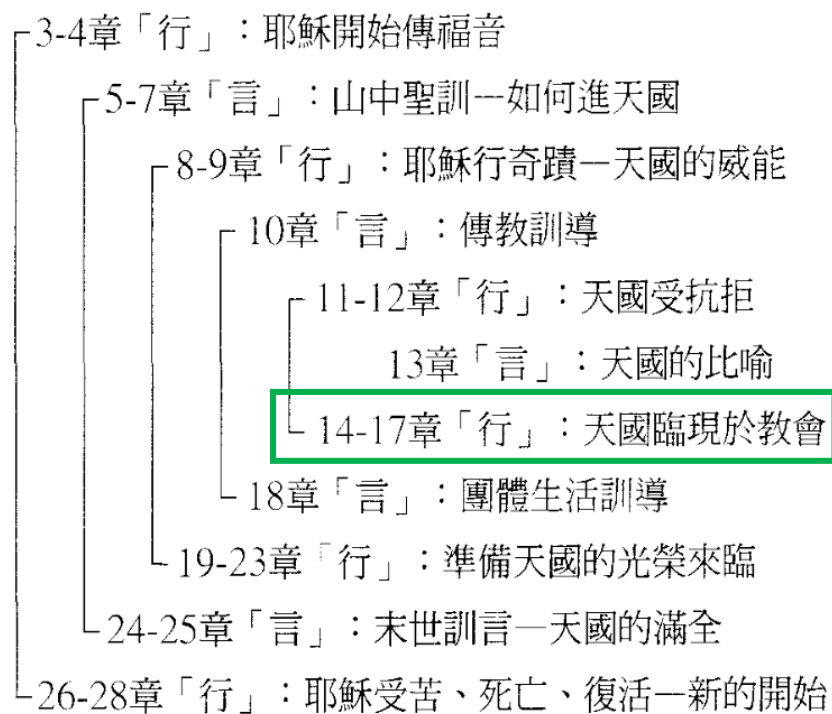 3-4章「行」：耶穌開始傳福音
5-7章「言」：山中聖訓—如何進天國
8-9章「行」：耶穌行奇蹟—天國的威能
10章「言」：傳教訓導
11-12章「行」：天國受抗拒
13章「言」：天國的比喻
14-17章「行」：天國臨現於教會
18章「言」：團體生活訓導
19-23章「行」：準備天國的光榮來臨
24-25章「言」：末世訓言—天國的滿全
26-28章「行」：耶穌受苦、死亡、復活—新的開始